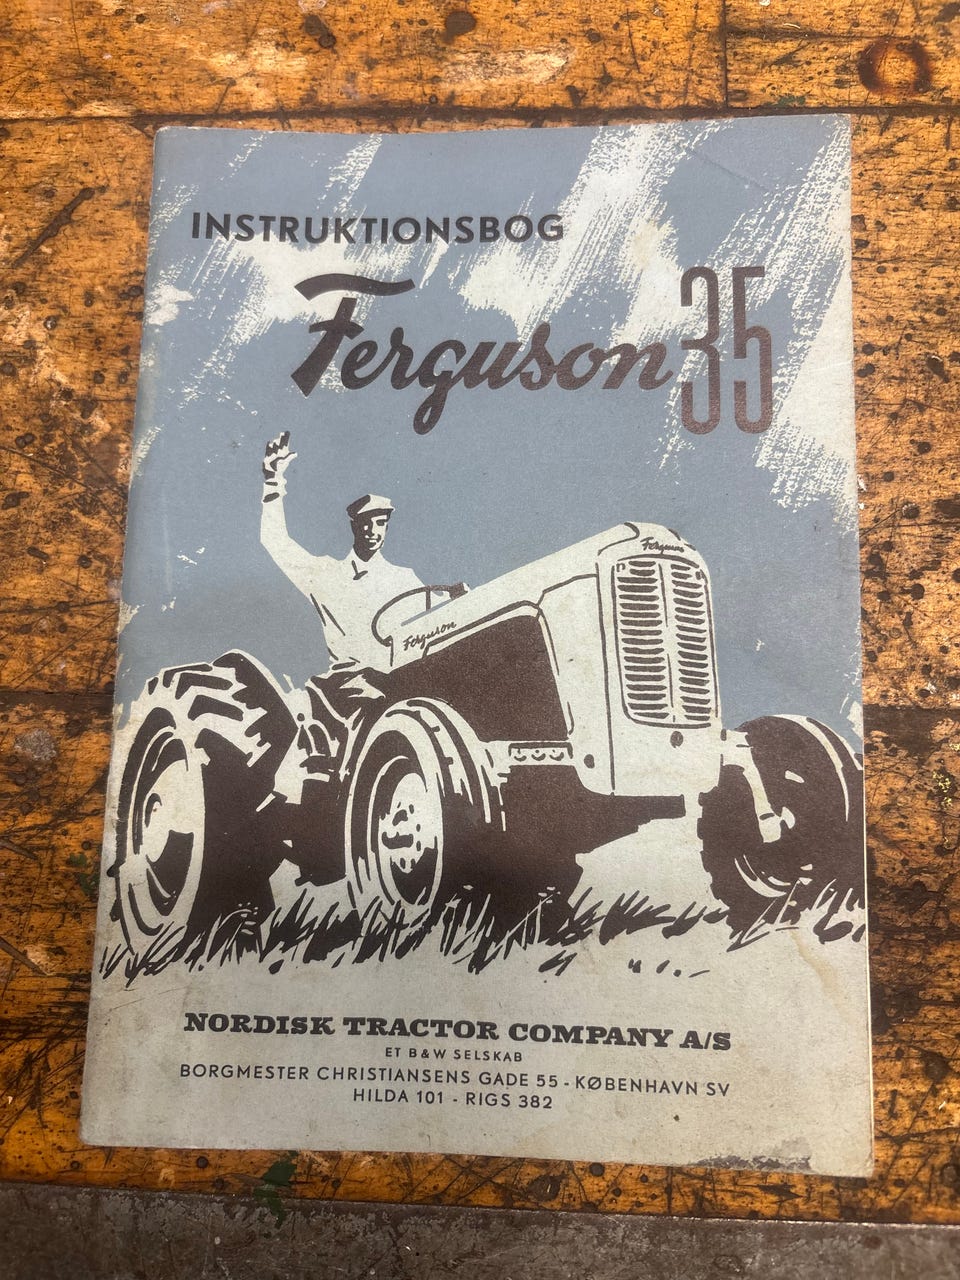 INSTRUKTIONSBOG
Ferguson 35
Ferguson
Ferguson
NORDISK TRACTOR COMPANY A/S
ET B&W SELSKAB
BORGMESTER CHRISTIANSENS GADE 55 - KØBENHAVN SV
HILDA 101 - RIGS 382